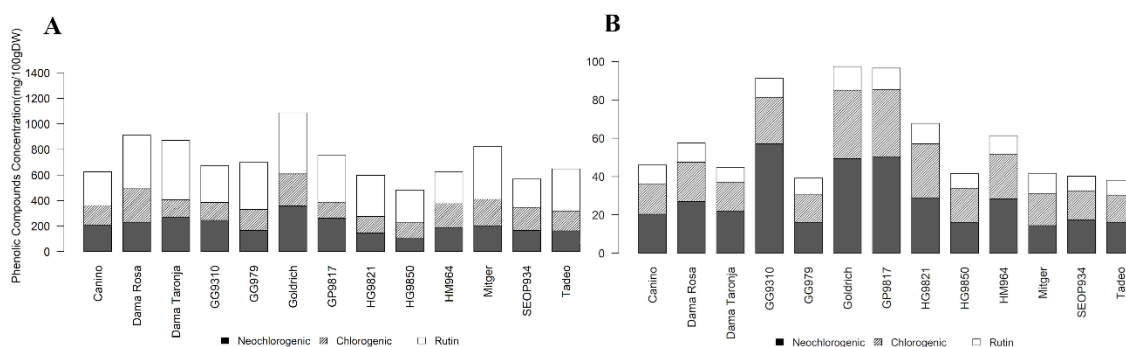 A
Phenolic Compounds Concentration(mg/100gDW)
1400
1200
1000
800
600
400
200
0
Canino
Dama Rosa
Dama Taronja
GG9310
GG979
Goldrich
GP9817
HG9821
HG9850
HM964
Mitger
SEOP934
Tadeo
Neochlorogenic Chlorogenic Rutin
B
100
80
60
40
20
0
Canino
Dama Rosa
Dama Taronja
GG9310
GG979
Goldrich
GP9817
HG9821
HG9850
HM964
Mitger
SEOP934
Tadeo
Neochlorogenic Chlorogenic Rutin